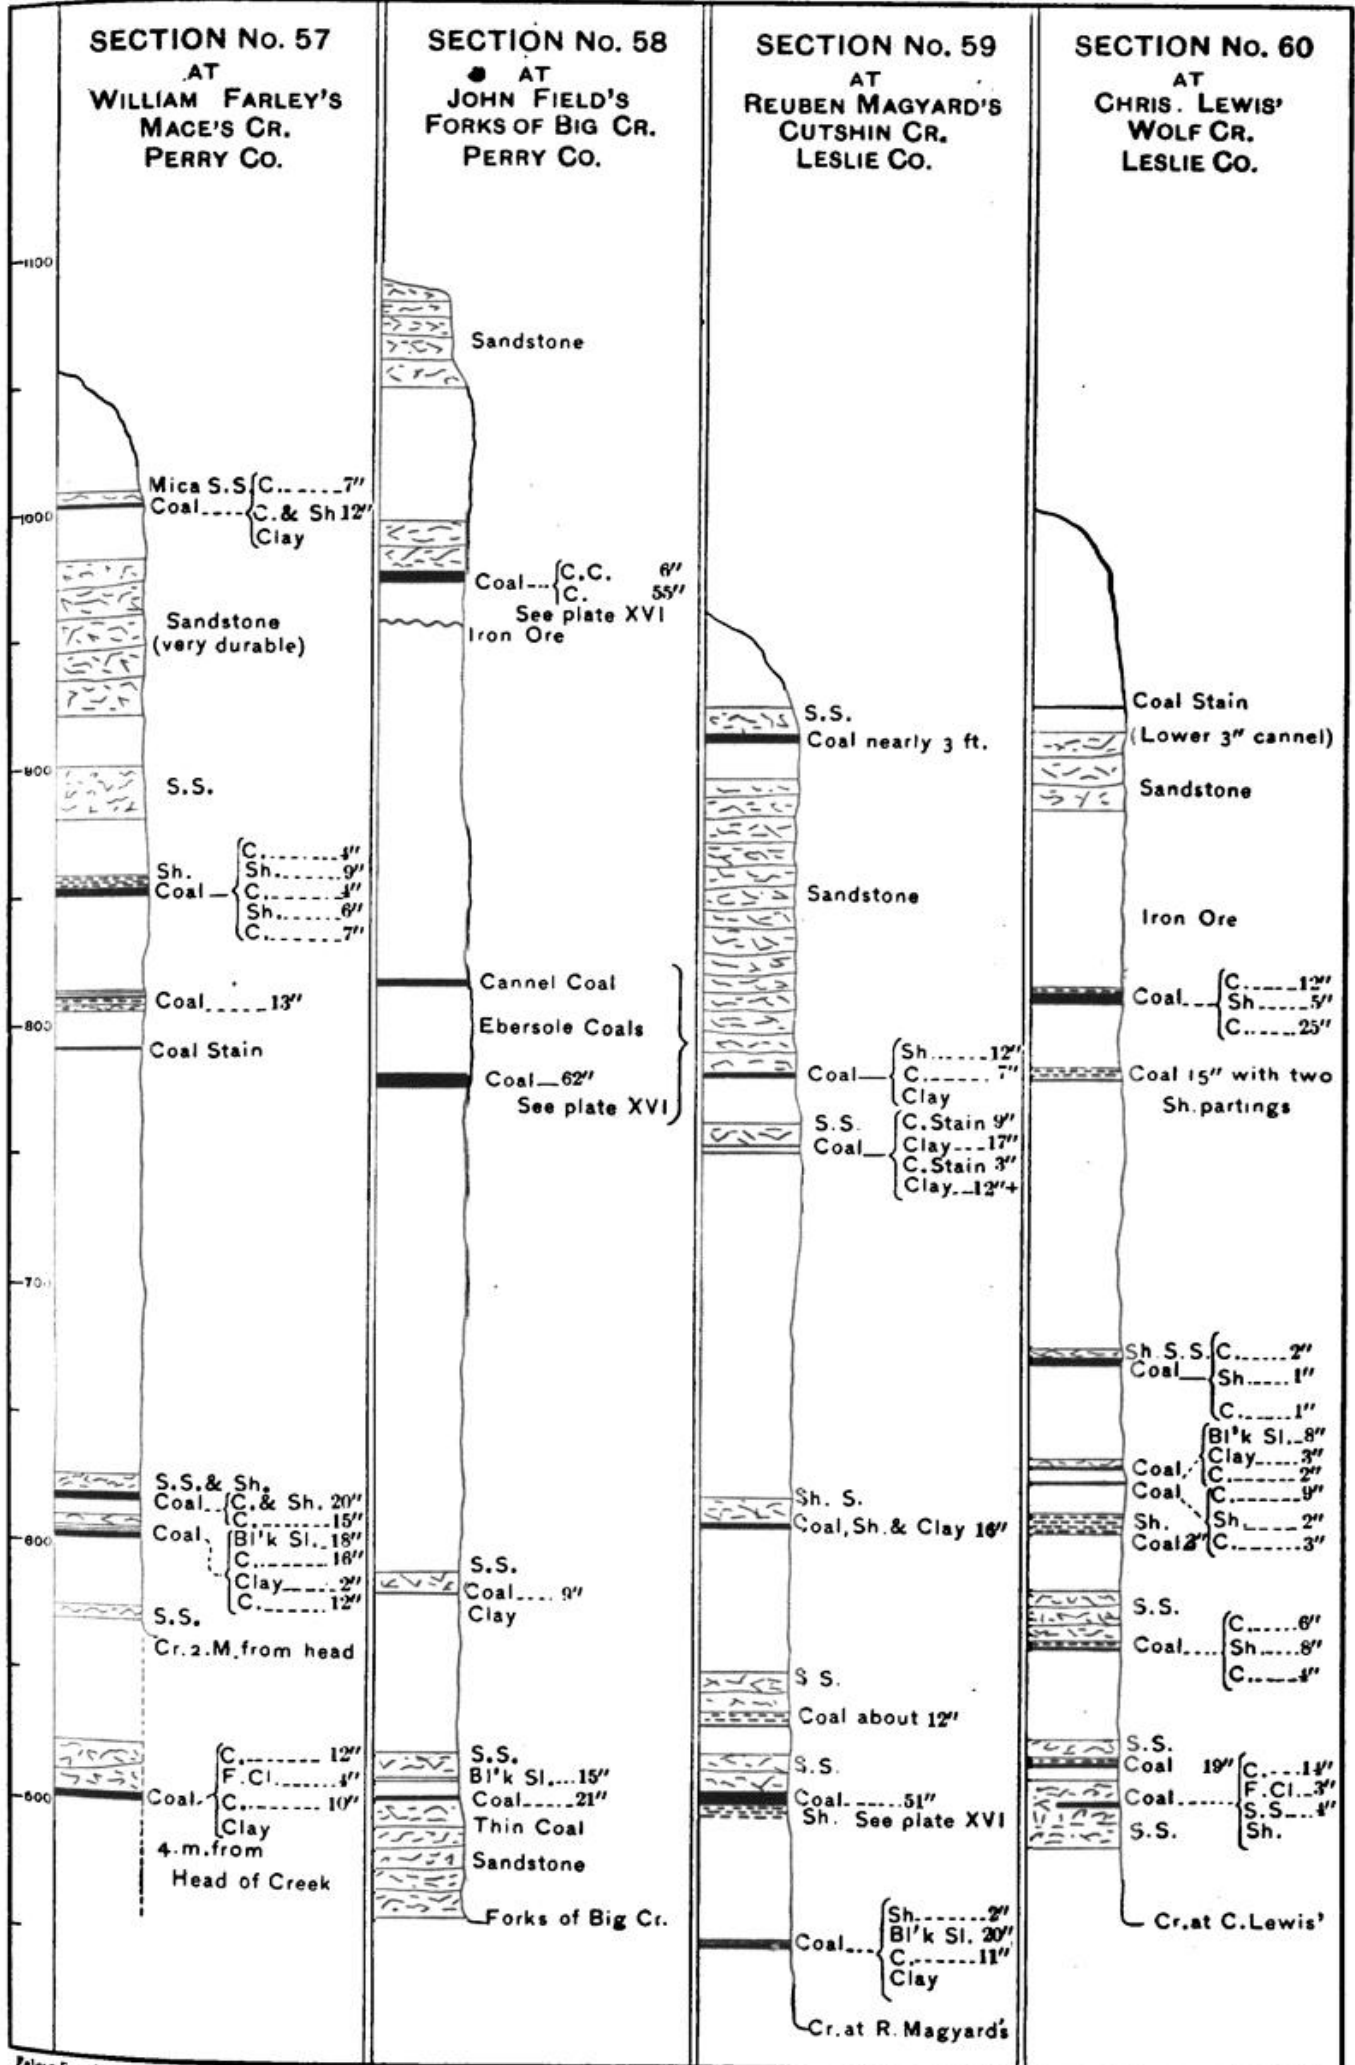 SECTION No. 57
AT
WILLIAM FARLEY'S
MACE'S CR.
PERRY CO.
1100
1000
900
800
700
600
500
Mica S.S. C. 7"
Coal C. & Sh 12"
Clay
Sandstone
(very durable)
S.S.
C. 4"
Sh. Sh. 9"
Coal C. 4"
Sh. 6"
C. 7"
Coal 13"
Coal Stain
S.S. & Sh.
Coal C. & Sh. 20"
C. 15"
Coal Bl'k Sl. 18"
C. 16"
Clay 2"
C. 12"
S.S.
Cr. 2. M. from head
C. 12"
F. Cl. 4"
Coal C. 10"
Clay
4. m. from
Head of Creek
SECTION No. 58
AT
JOHN FIELD'S
FORKS OF BIG CR.
PERRY CO.
Sandstone
Coal C.C. 6"
C. 55"
See plate XVI
Iron Ore
Cannel Coal
Ebersole Coals
Coal 62"
See plate XVI
S.S.
Coal 9"
Clay
S.S.
Bl'k Sl. 15"
Coal 21"
Thin Coal
Sandstone
Forks of Big Cr.
SECTION No. 59
AT
REUBEN MAGYARD'S
CUTSHIN CR.
LESLIE CO.
S.S.
Coal nearly 3 ft.
Sandstone
Sh. 12"
Coal C. 7"
Clay
S.S. C. Stain 9"
Coal Clay 17"
C. Stain 3"
Clay 12"+
Sh. S.
Coal, Sh. & Clay 16"
S S.
Coal about 12"
S.S.
Coal 51"
Sh. See plate XVI
Sh. 2"
Bl'k Sl. 20"
Coal C. 11"
Clay
Cr. at R. Magyard's
SECTION No. 60
AT
CHRIS. LEWIS'
WOLF CR.
LESLIE CO.
Coal Stain
(Lower 3" cannel)
Sandstone
Iron Ore
C. 12"
Coal Sh. 5"
C. 25"
Coal 15" with two
Sh. partings
Sh. S.S. C. 2"
Coal Sh. 1"
C. 1"
Bl'k Sl. 8"
Coal Clay 3"
C. 2"
Coal C. 9"
Sh. Sh. 2"
Coal 3" C. 3"
S.S.
C. 6"
Coal Sh. 8"
C. 4"
S.S.
Coal 19" C. 14"
F. Cl. 3"
Coal S.S. 4"
S.S. Sh.
Cr. at C. Lewis'